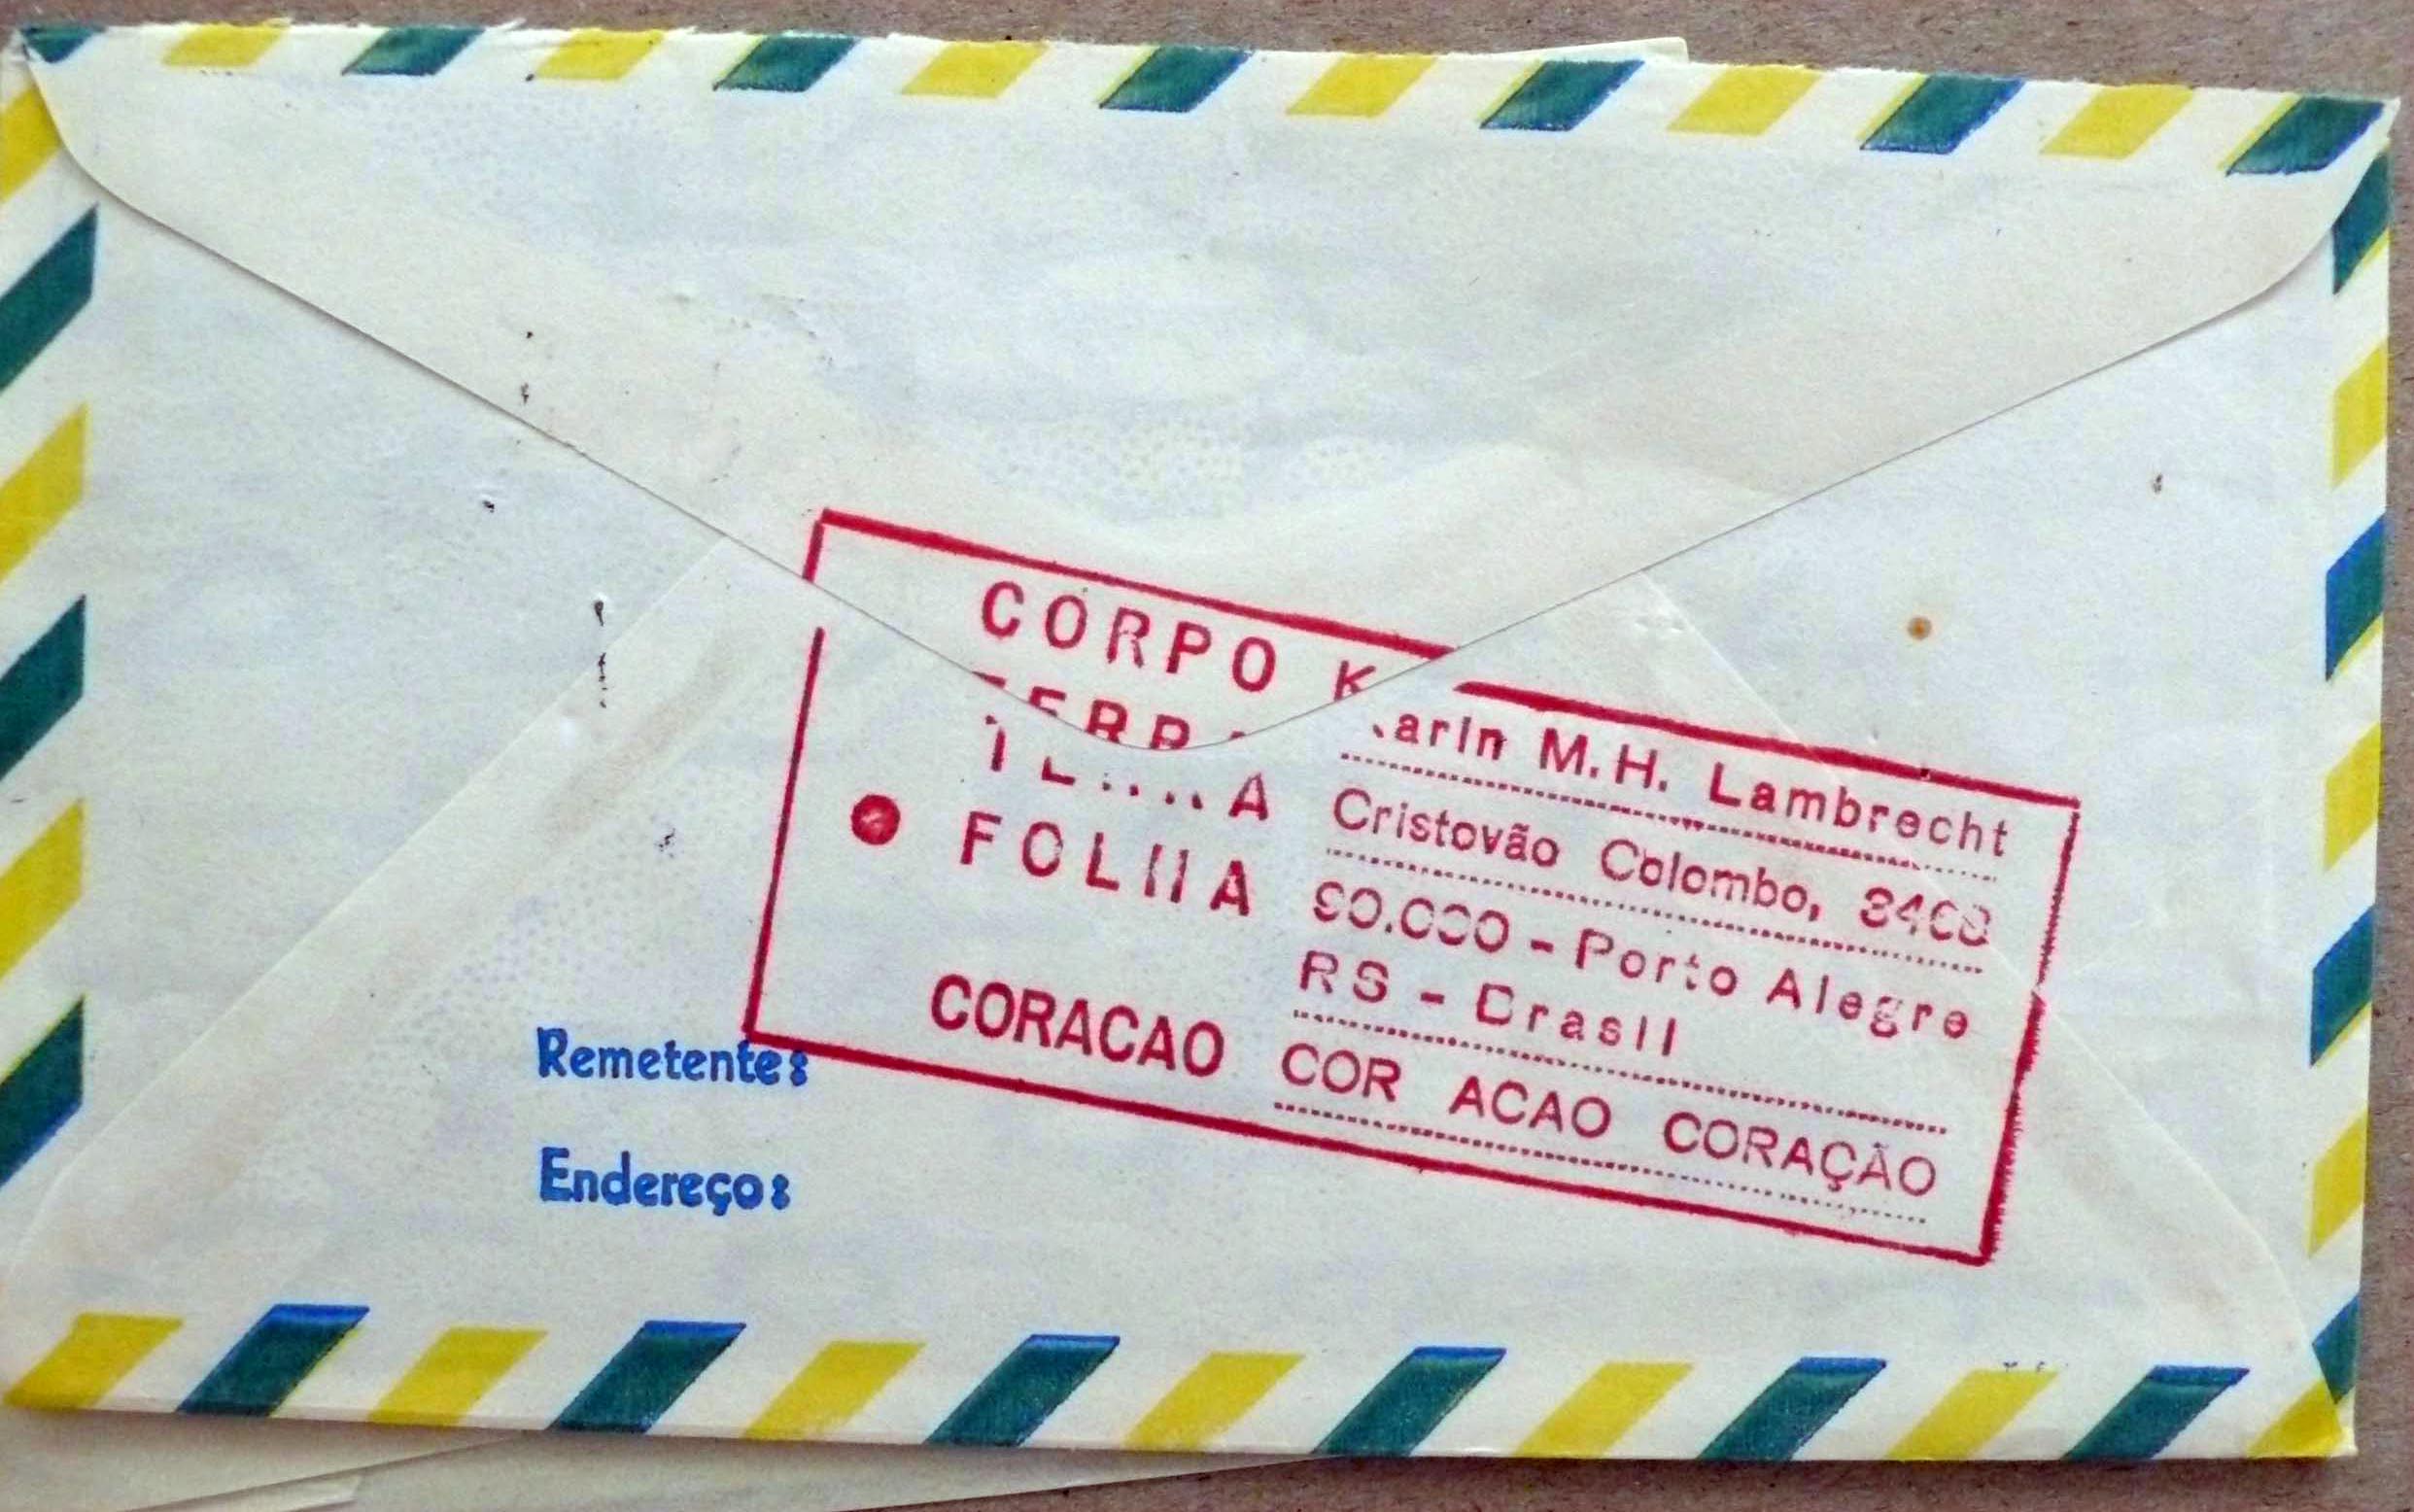 CORPO Karin M.H. Lambrecht
TERRA Cristovão Colombo,
FOLHA 90.000 - Porto Alegre
RS - Brasil
CORACAO COR ACAO CORAÇÃO
Remetente:
Endereço: